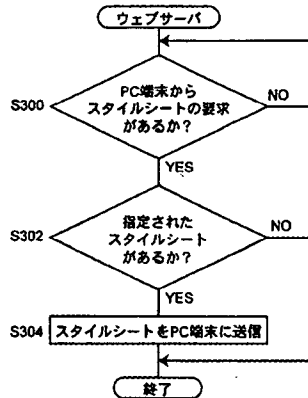 ウェブサーバ
PC端末から
S300 スタイルシートの要求 NO
があるか？
YES
指定された
S302 スタイルシート NO
があるか？
YES
S304 スタイルシートをPC端末に送信
終了